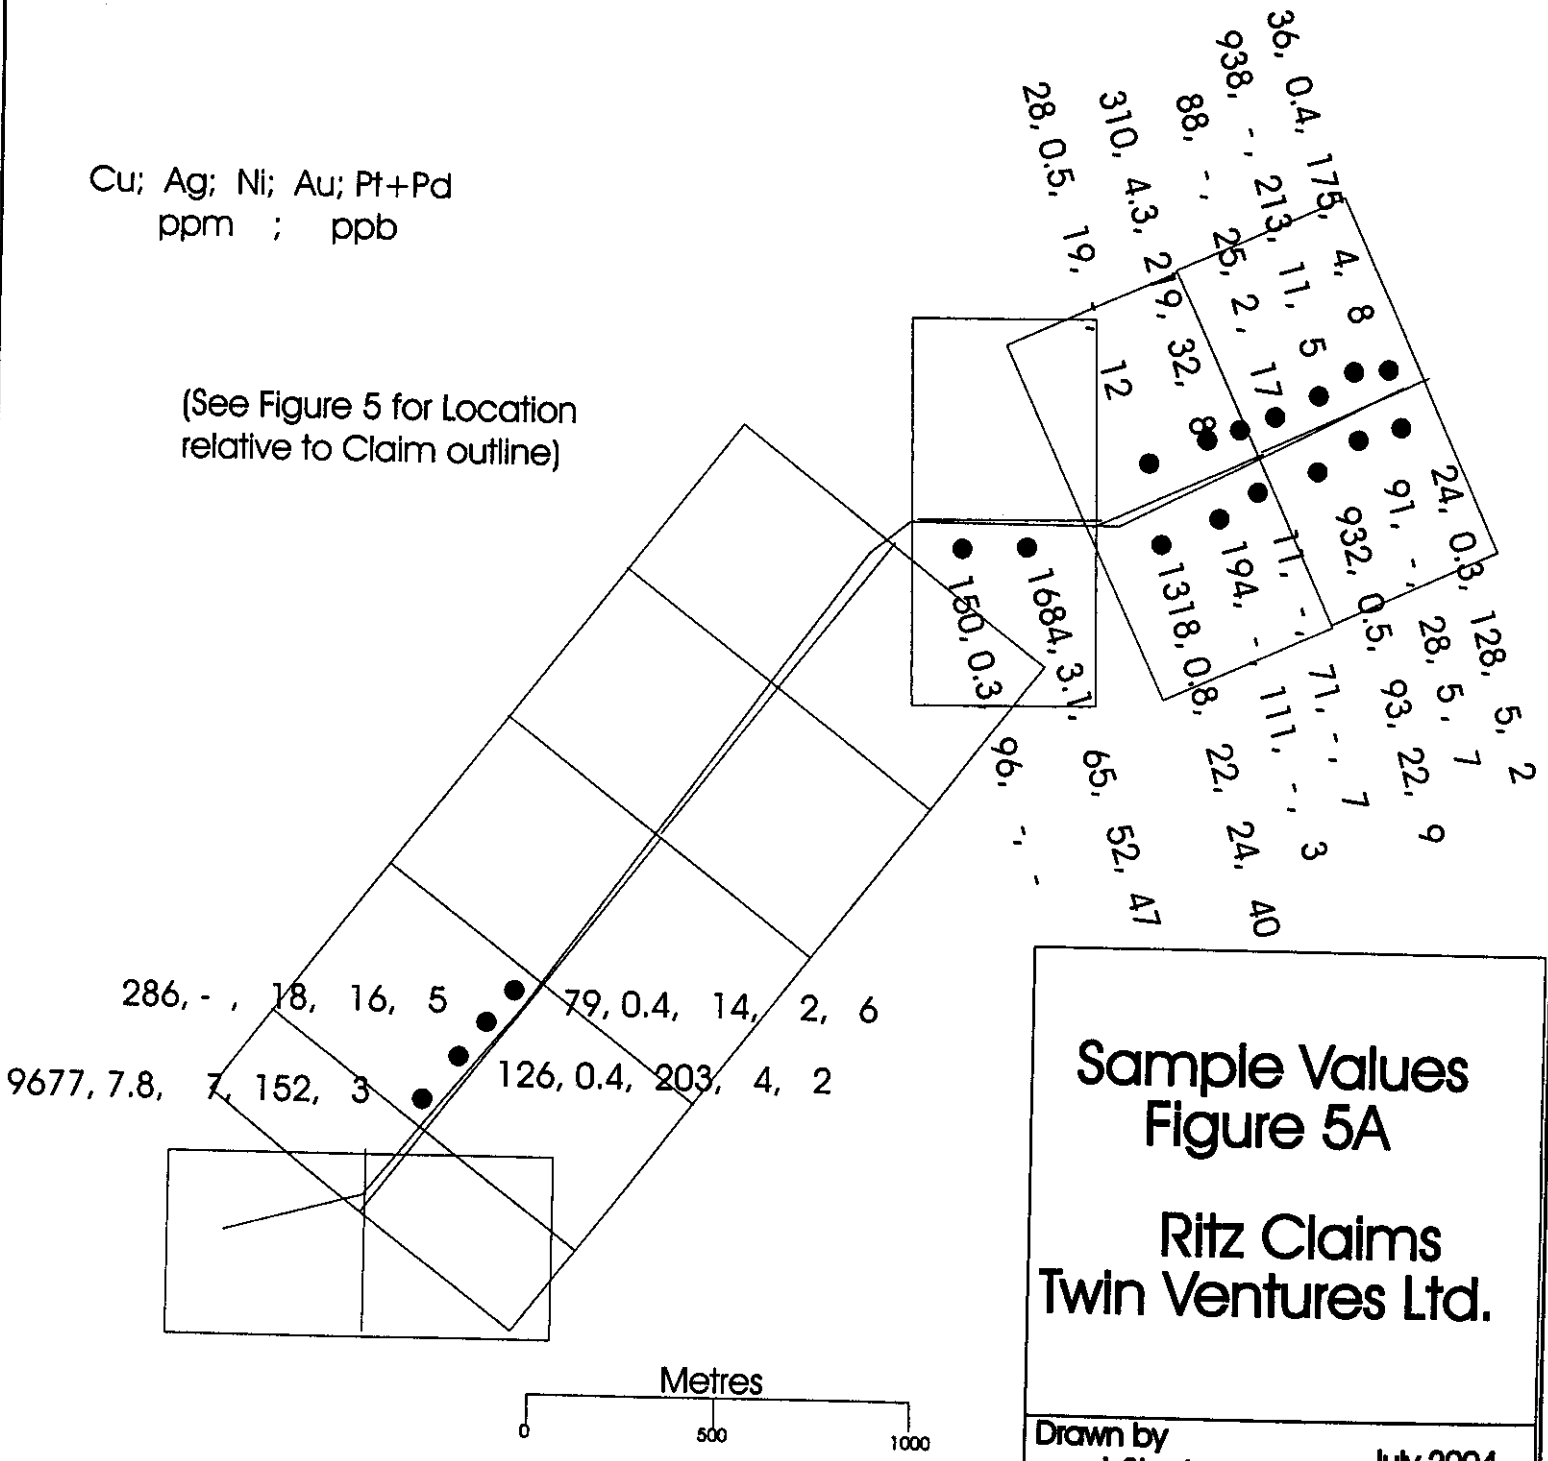 Cu; Ag; Ni; Au; Pt+Pd
ppm ; ppb
(See Figure 5 for Location
relative to Claim outline)
28, 0.5, 19, -, 12
310, 4.3, 219, 32, 8
88, -, 25, 2, 17
938, -, 213, 11, 5
36, 0.4, 175, 4, 8
150, 0.3, 96, -, -
1684, 3.1, 65, 52, 47
1318, 0.8, 22, 24, 40
194, -, 111, -, 3
11, -, 71, -, 7
932, 0.5, 93, 22, 9
91, -, 28, 5, 7
24, 0.3, 128, 5, 2
286, -, 18, 16, 5
79, 0.4, 14, 2, 6
9677, 7.8, 7, 152, 3
126, 0.4, 203, 4, 2
Metres
0 500 1000
Sample Values
Figure 5A
Ritz Claims
Twin Ventures Ltd.
Drawn by
July 2004